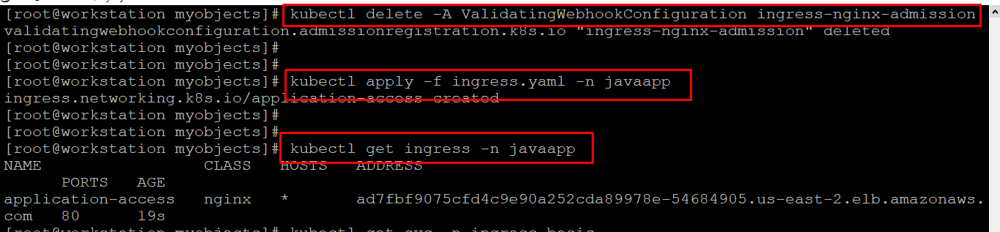 [root@workstation myobjects]# kubectl delete -A ValidatingWebhookConfiguration ingress-nginx-admission
validatingwebhookconfiguration.admissionregistration.k8s.io "ingress-nginx-admission" deleted
[root@workstation myobjects]#
[root@workstation myobjects]#
[root@workstation myobjects]# kubectl apply -f ingress.yaml -n javaapp
ingress.networking.k8s.io/application-access created
[root@workstation myobjects]#
[root@workstation myobjects]#
[root@workstation myobjects]# kubectl get ingress -n javaapp
NAME CLASS HOSTS ADDRESS
PORTS AGE
application-access nginx * ad7fbf9075cfd4c9e90a252cda89978e-54684905.us-east-2.elb.amazonaws.
com 80 19s
[root@workstation myobjects]# kubectl get svc -n ingress-basic